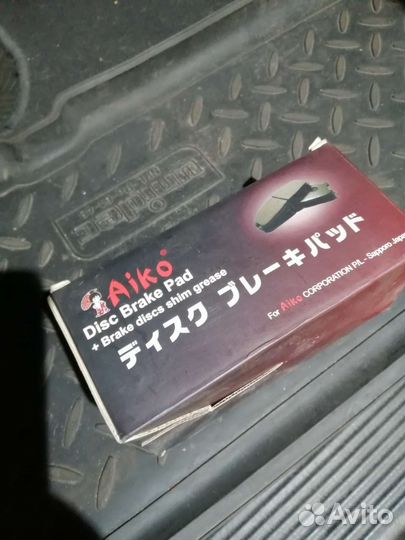 Aiko
Disc Brake Pad
+ Brake discs shim grease
ディスク ブレーキパッド
For Aiko CORPORATION P/L - Sapporo Japan
Avito